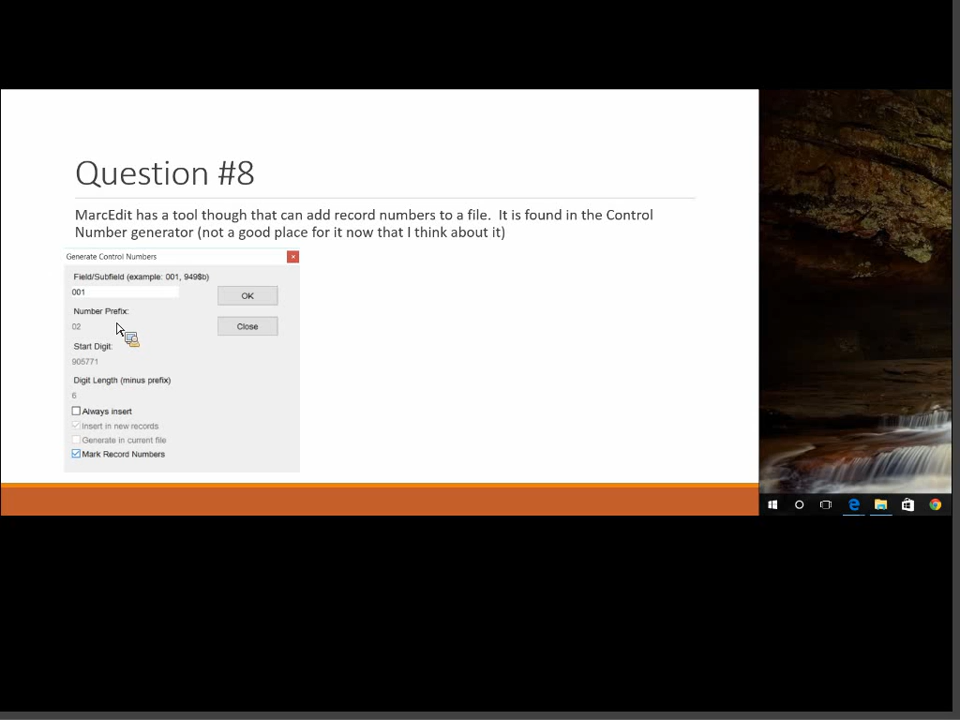 Question #8
MarcEdit has a tool though that can add record numbers to a file. It is found in the Control
Number generator (not a good place for it now that I think about it)
Generate Control Numbers
Field/Subfield (example: 001, 949$b)
001
OK
Number Prefix:
02
Close
Start Digit:
905771
Digit Length (minus prefix)
6
Always insert
Insert in new records
Generate in current file
Mark Record Numbers